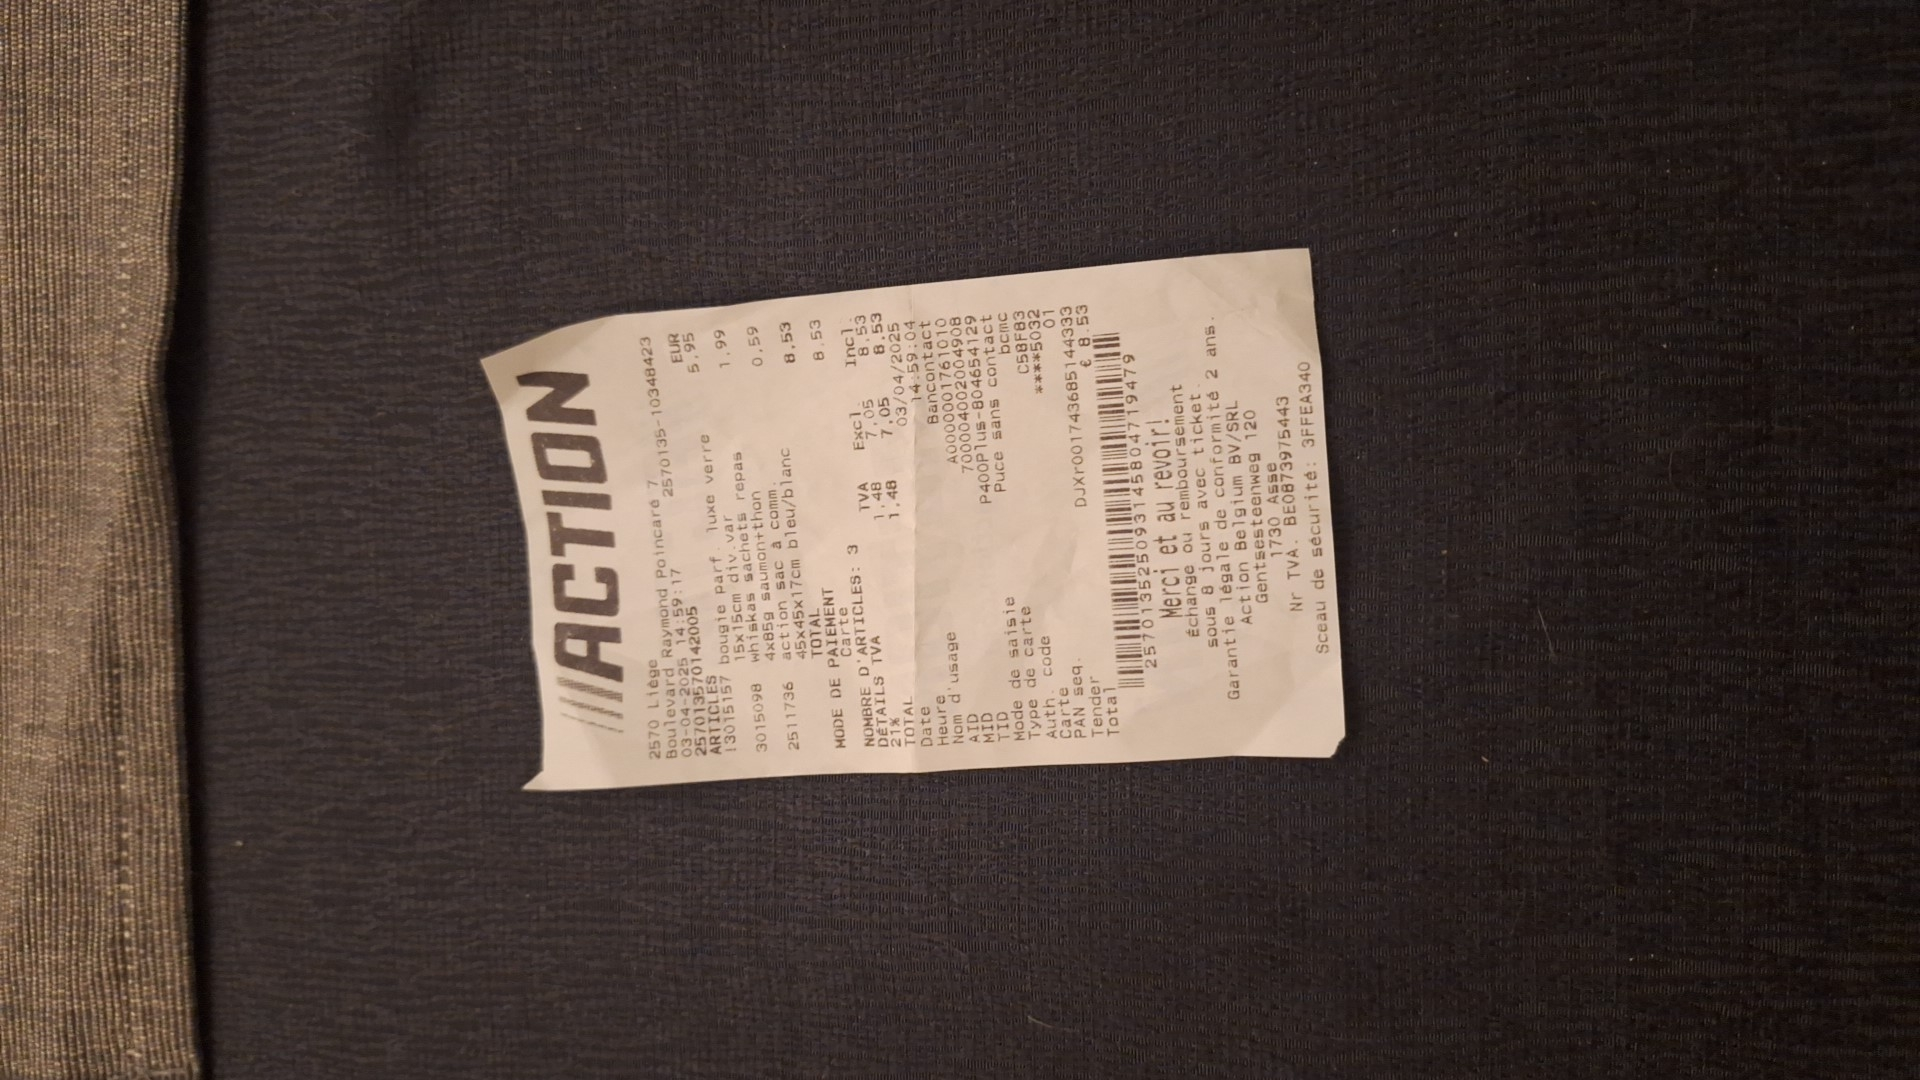 ACTION
2570 Liège
Boulevard Raymond Poincaré 7
03-04-2025 14:59:17 2570135-10348423
257013570142005
ARTICLES EUR
13015157 bougie parf. luxe verre 5,95
15x15cm div.var
3015098 whiskas sachets repas 1,99
4x85g saumon+thon
2511736 action sac à comm. 0,59
45x45x17cm bleu/blanc
TOTAL 8,53
MODE DE PAIEMENT
Carte 8,53
NOMBRE D'ARTICLES: 3
DÉTAILS TVA TVA Excl. Incl.
21% 1,48 7,05 8,53
TOTAL 1,48 7,05 8,53
Date 03/04/2025
Heure 14:59:04
Nom d'usage Bancontact
AID A0000001761010
MID 700004002004908
TID P400Plus-804654129
Mode de saisie Puce sans contact
Type de carte bcmc
Auth. code C58F83
Carte ****5032
PAN seq. 01
Tender DJXr001743685144333
Total € 8.53
257013525093145804719479
Merci et au revoir!
Échange ou remboursement
sous 8 jours avec ticket.
Garantie légale de conformité 2 ans.
Action Belgium BV/SRL
Gentsesteenweg 120
1730 Asse
Nr TVA. BE0873975443
Sceau de sécurité: 3FFEA340